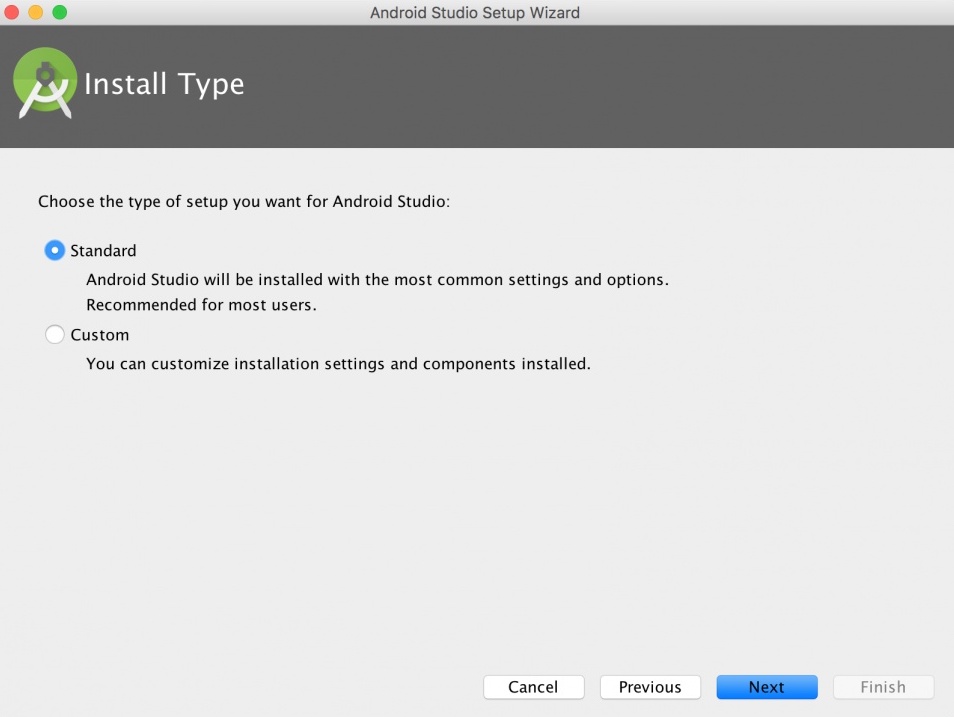 Android Studio Setup Wizard
Install Type
Choose the type of setup you want for Android Studio:
Standard
Android Studio will be installed with the most common settings and options.
Recommended for most users.
Custom
You can customize installation settings and components installed.
Cancel Previous Next Finish